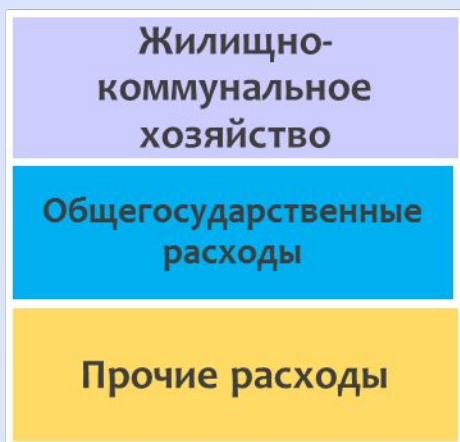 Жилищно-
коммунальное
хозяйство
Общегосударственные
расходы
Прочие расходы